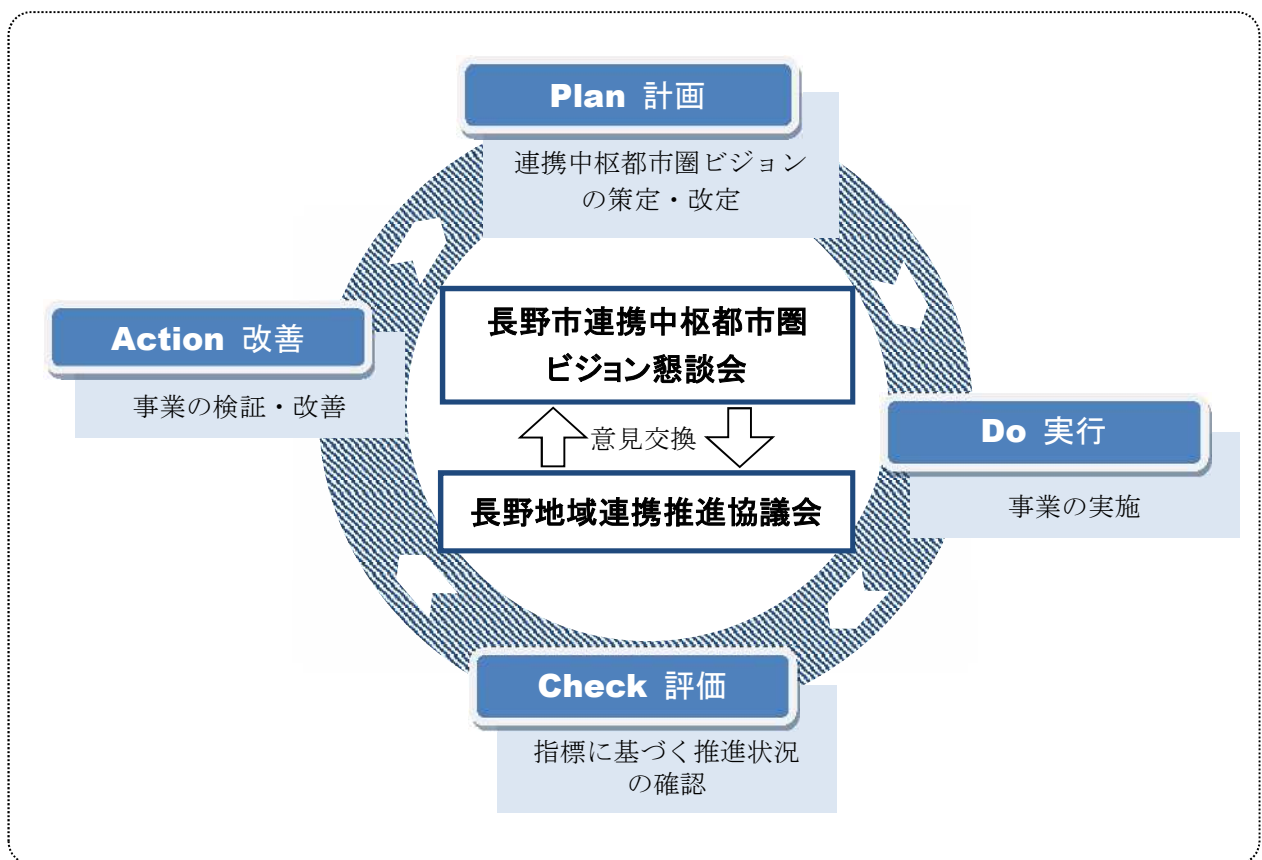 Plan 計画
連携中枢都市圏ビジョン
の策定・改定
長野市連携中枢都市圏
ビジョン懇談会
Action 改善
事業の検証・改善
意見交換
Do 実行
事業の実施
長野地域連携推進協議会
Check 評価
指標に基づく推進状況
の確認